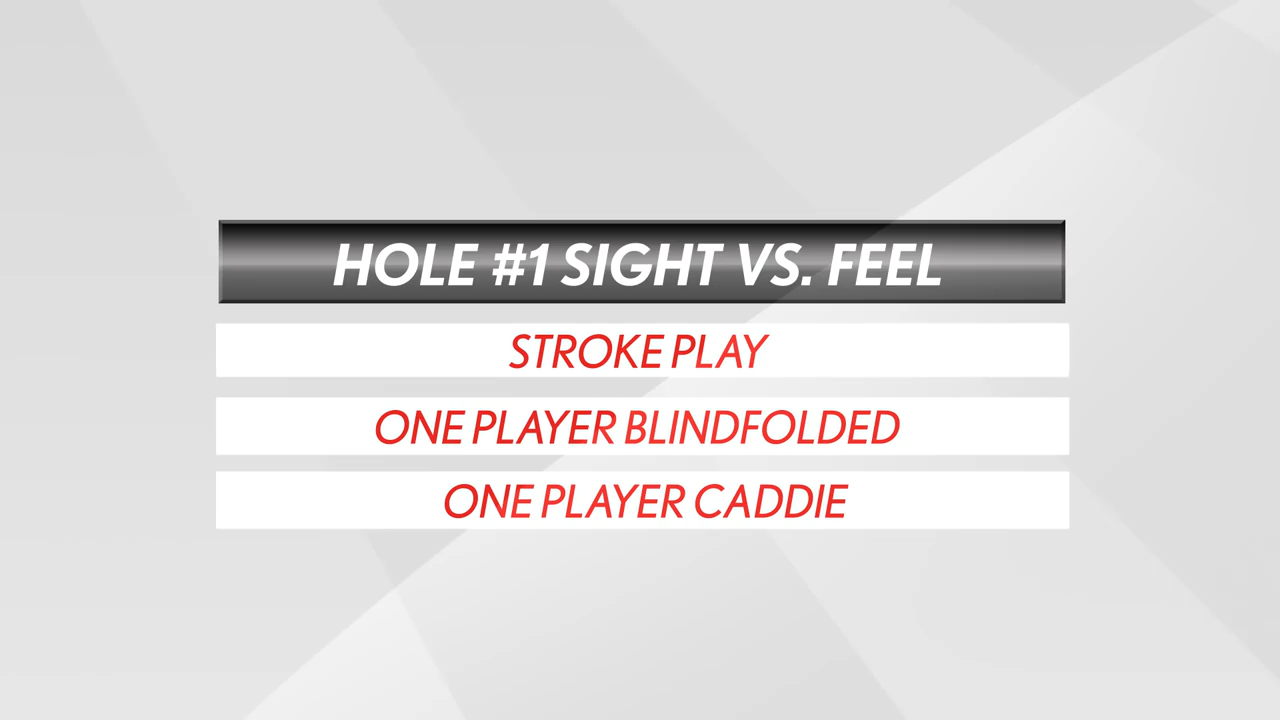 HOLE #1 SIGHT VS. FEEL
STROKE PLAY
ONE PLAYER BLINDFOLDED
ONE PLAYER CADDIE